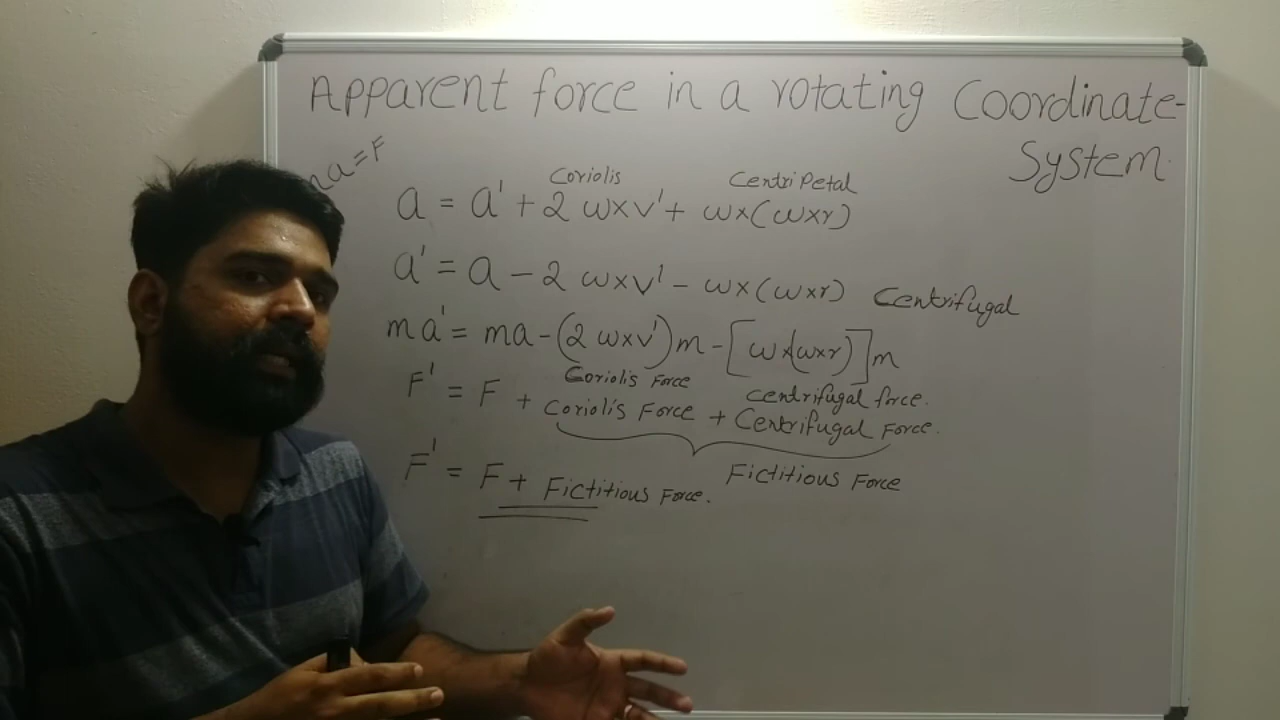 Apparent force in a rotating Coordinate-
System.
ma=F
Coriolis Centripetal
a = a' + 2 ω×v' + ω×(ω×r)
a' = a − 2 ω×v' − ω×(ω×r) Centrifugal
ma' = ma − (2 ω×v')m − [ω×(ω×r)]m
Coriolis Force centrifugal force.
F' = F + Coriolis Force + Centrifugal Force.
Fictitious Force
F' = F + Fictitious Force.